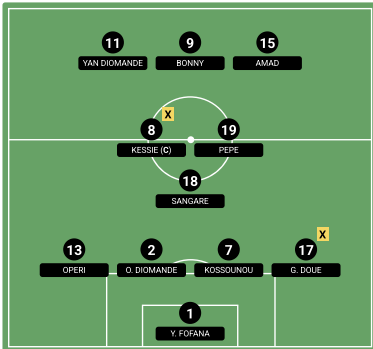 11 9 15
YAN DIOMANDE BONNY AMAD
X
8 19
KESSIE (C) PEPE
18
SANGARE
X
13 2 7 17
OPERI O. DIOMANDE KOSSOUNOU G. DOUE
1
Y. FOFANA